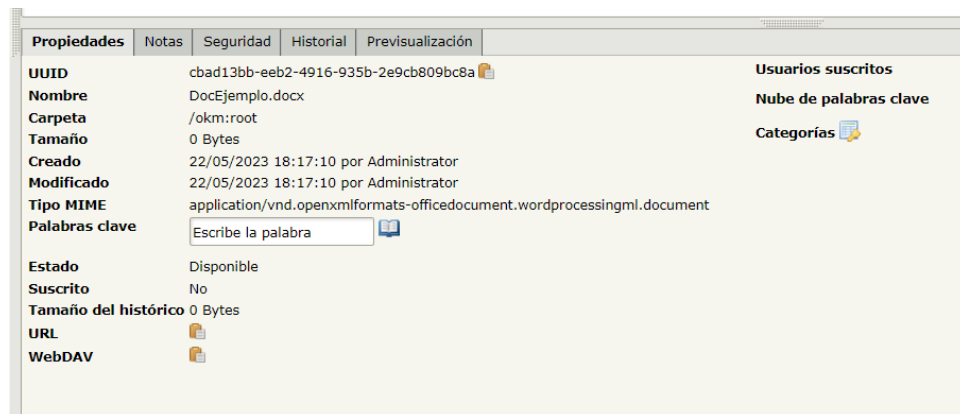 Propiedades Notas Seguridad Historial Previsualización
UUID cbad13bb-eeb2-4916-935b-2e9cb809bc8a
Nombre DocEjemplo.docx
Carpeta /okm:root
Tamaño 0 Bytes
Creado 22/05/2023 18:17:10 por Administrator
Modificado 22/05/2023 18:17:10 por Administrator
Tipo MIME application/vnd.openxmlformats-officedocument.wordprocessingml.document
Palabras clave Escribe la palabra
Estado Disponible
Suscrito No
Tamaño del histórico 0 Bytes
URL
WebDAV
Usuarios suscritos
Nube de palabras clave
Categorías